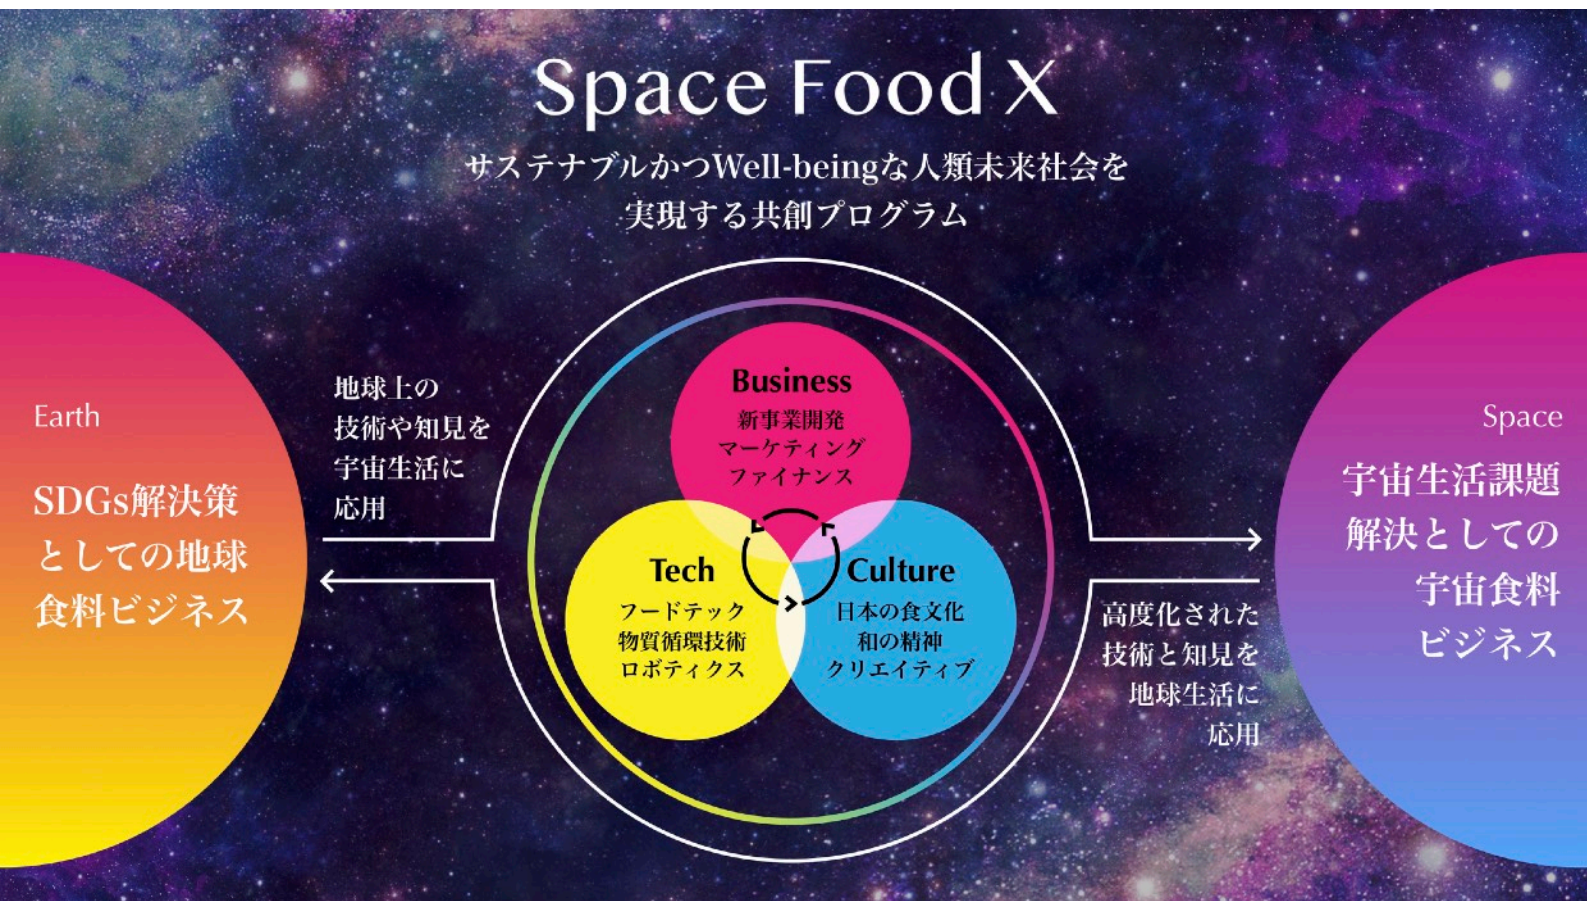 Space Food X
サステナブルかつWell-beingな人類未来社会を
実現する共創プログラム
Earth
SDGs解決策
としての地球
食料ビジネス
地球上の
技術や知見を
宇宙生活に
応用
Business
新事業開発
マーケティング
ファイナンス
Tech
フードテック
物質循環技術
ロボティクス
Culture
日本の食文化
和の精神
クリエイティブ
高度化された
技術と知見を
地球生活に
応用
Space
宇宙生活課題
解決としての
宇宙食料
ビジネス